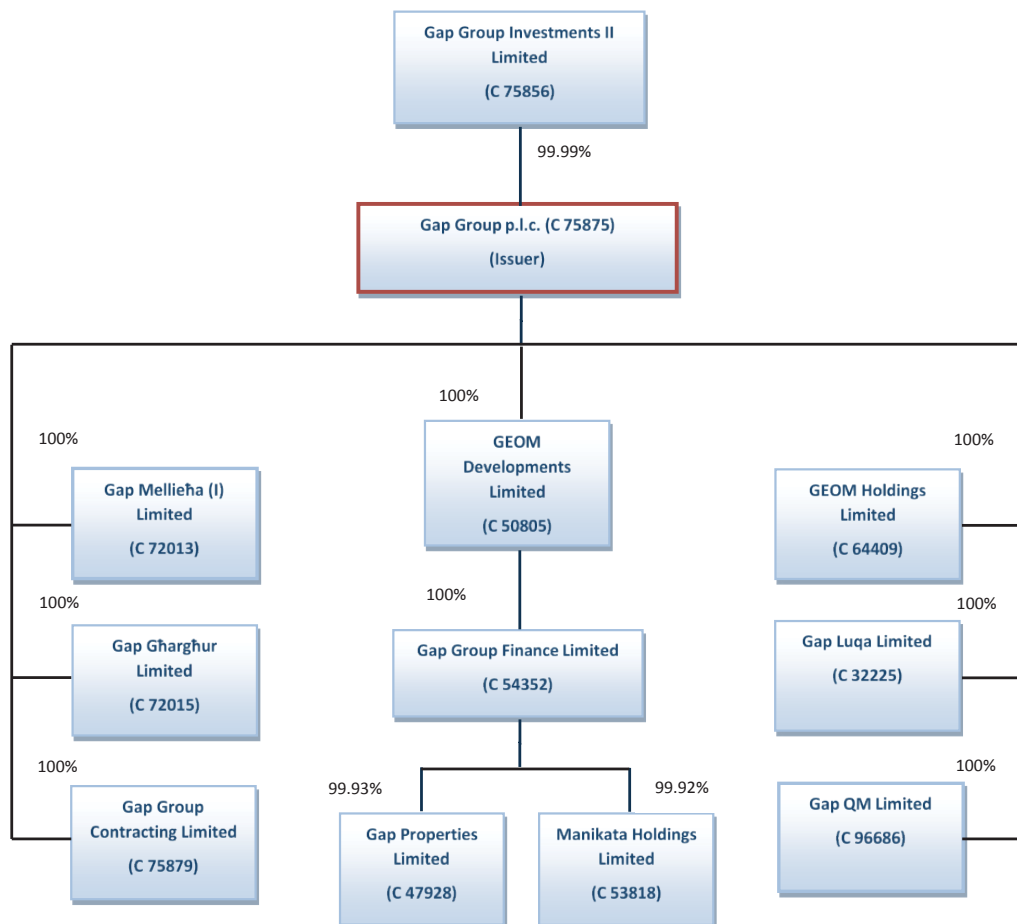 Gap Group Investments II
Limited
(C 75856)
99.99%
Gap Group p.l.c. (C 75875)
(Issuer)
100%
GEOM
Developments
Limited
(C 50805)
100%
Gap Group Finance Limited
(C 54352)
99.93%
99.92%
Gap Properties
Limited
(C 47928)
Manikata Holdings
Limited
(C 53818)
100%
Gap Mellieħa (I)
Limited
(C 72013)
100%
Gap Għargħur
Limited
(C 72015)
100%
Gap Group
Contracting Limited
(C 75879)
100%
GEOM Holdings
Limited
(C 64409)
100%
Gap Luqa Limited
(C 32225)
100%
Gap QM Limited
(C 96686)